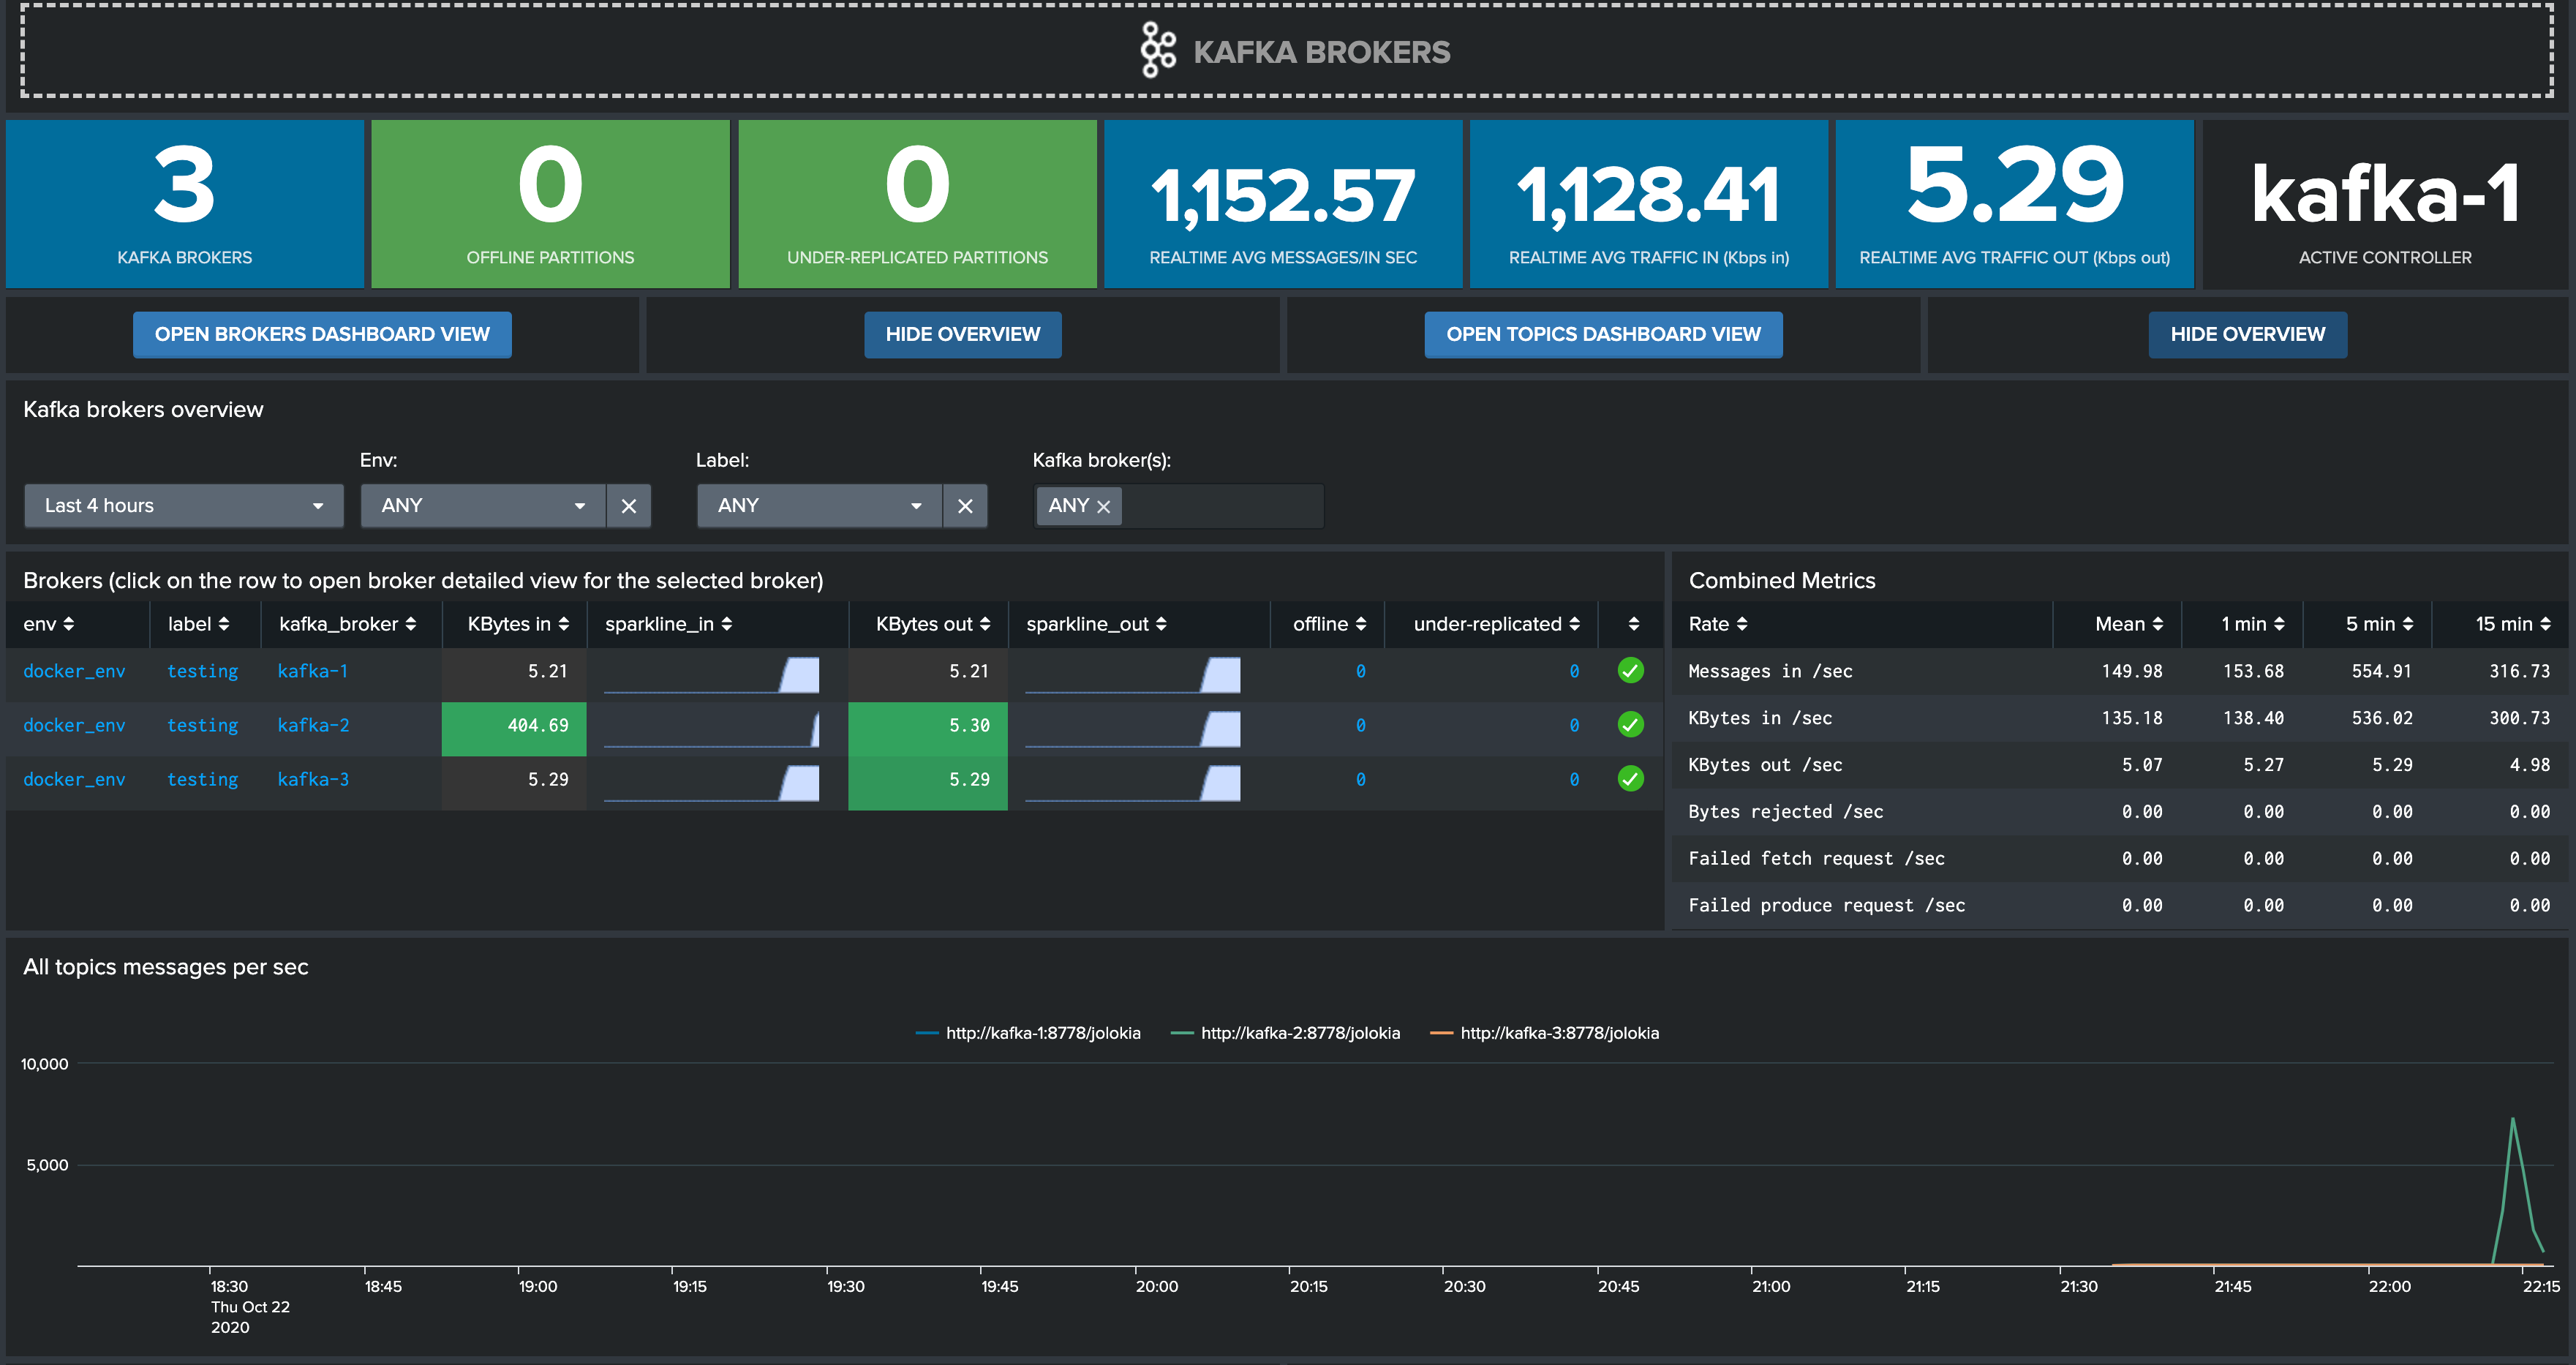 KAFKA BROKERS
3
KAFKA BROKERS
0
OFFLINE PARTITIONS
0
UNDER-REPLICATED PARTITIONS
1,152.57
REALTIME AVG MESSAGES/IN SEC
1,128.41
REALTIME AVG TRAFFIC IN (Kbps in)
5.29
REALTIME AVG TRAFFIC OUT (Kbps out)
kafka-1
ACTIVE CONTROLLER
OPEN BROKERS DASHBOARD VIEW
HIDE OVERVIEW
OPEN TOPICS DASHBOARD VIEW
HIDE OVERVIEW
Kafka brokers overview
Env: Label: Kafka broker(s):
Last 4 hours ANY ANY ANY
Brokers (click on the row to open broker detailed view for the selected broker)
env label kafka_broker KBytes in sparkline_in KBytes out sparkline_out offline under-replicated
docker_env testing kafka-1 5.21 5.21 0 0
docker_env testing kafka-2 404.69 5.30 0 0
docker_env testing kafka-3 5.29 5.29 0 0
Combined Metrics
Rate Mean 1 min 5 min 15 min
Messages in /sec 149.98 153.68 554.91 316.73
KBytes in /sec 135.18 138.40 536.02 300.73
KBytes out /sec 5.07 5.27 5.29 4.98
Bytes rejected /sec 0.00 0.00 0.00 0.00
Failed fetch request /sec 0.00 0.00 0.00 0.00
Failed produce request /sec 0.00 0.00 0.00 0.00
All topics messages per sec
http://kafka-1:8778/jolokia http://kafka-2:8778/jolokia http://kafka-3:8778/jolokia
10,000
5,000
18:30 18:45 19:00 19:15 19:30 19:45 20:00 20:15 20:30 20:45 21:00 21:15 21:30 21:45 22:00 22:15
Thu Oct 22
2020